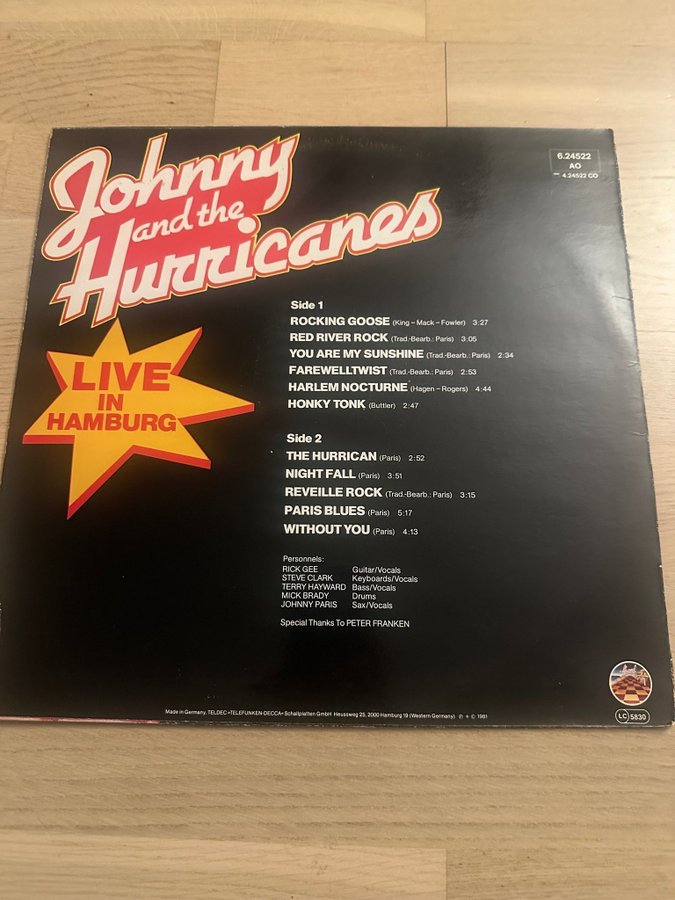 Johnny
and the
Hurricanes
6.24522
AO
4.24522 CO
LIVE
IN
HAMBURG
Side 1
ROCKING GOOSE (King – Mack – Fowler) 3:27
RED RIVER ROCK (Trad.-Bearb.: Paris) 3:05
YOU ARE MY SUNSHINE (Trad.-Bearb.: Paris) 2:34
FAREWELLTWIST (Trad.-Bearb.: Paris) 2:53
HARLEM NOCTURNE (Hagen – Rogers) 4:44
HONKY TONK (Buttler) 2:47
Side 2
THE HURRICAN (Paris) 2:52
NIGHT FALL (Paris) 3:51
REVEILLE ROCK (Trad.-Bearb.: Paris) 3:15
PARIS BLUES (Paris) 5:17
WITHOUT YOU (Paris) 4:13
Personnels:
RICK GEE Guitar/Vocals
STEVE CLARK Keyboards/Vocals
TERRY HAYWARD Bass/Vocals
MICK BRADY Drums
JOHNNY PARIS Sax/Vocals
Special Thanks To PETER FRANKEN
LC 5830
Made in Germany. TELDEC »TELEFUNKEN-DECCA« Schallplatten GmbH Heussweg 25, 2000 Hamburg 19 (Western Germany) ℗ + © 1981